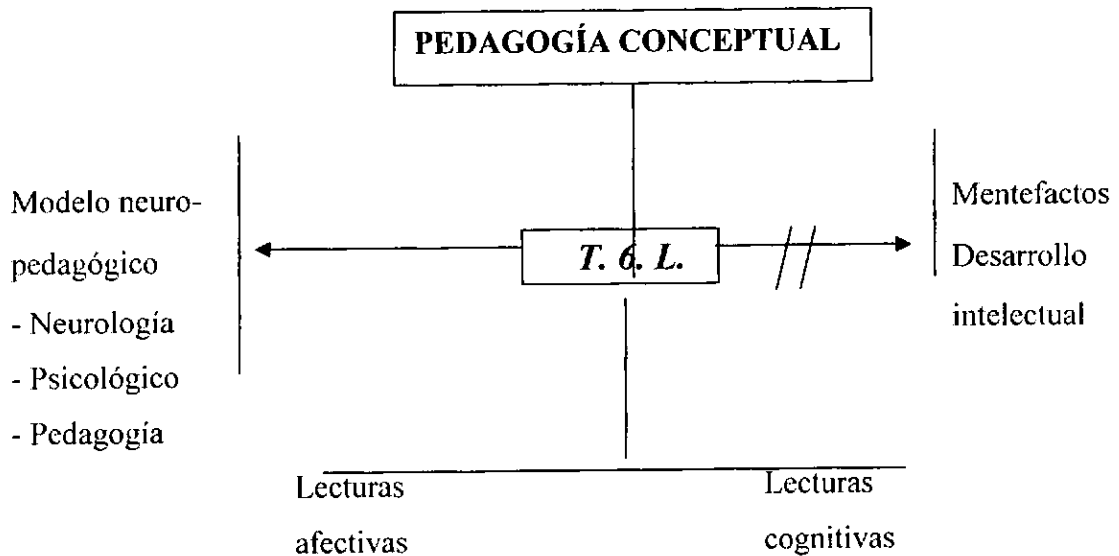 PEDAGOGÍA CONCEPTUAL
Modelo neuro-
pedagógico
- Neurología
- Psicológico
- Pedagogía
T. 6. L.
Mentefactos
Desarrollo
intelectual
Lecturas
afectivas
Lecturas
cognitivas